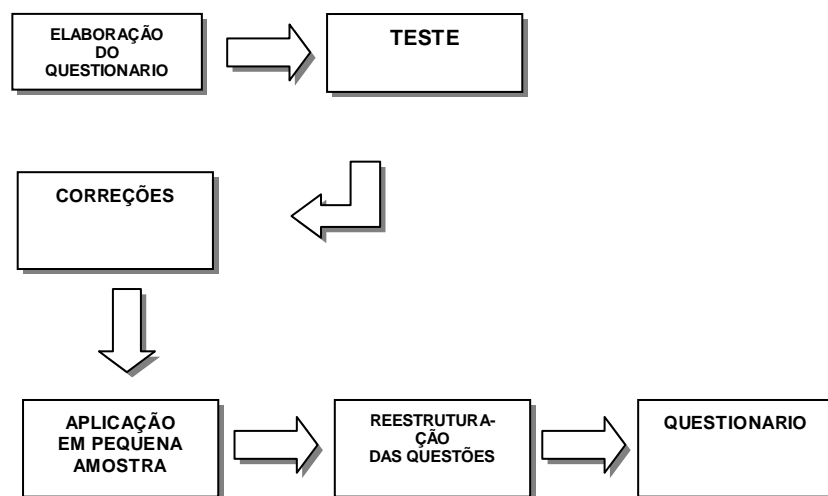 ELABORAÇÃO
DO
QUESTIONARIO
TESTE
CORREÇÕES
APLICAÇÃO
EM PEQUENA
AMOSTRA
REESTRUTURA-
ÇÃO
DAS QUESTÕES
QUESTIONARIO